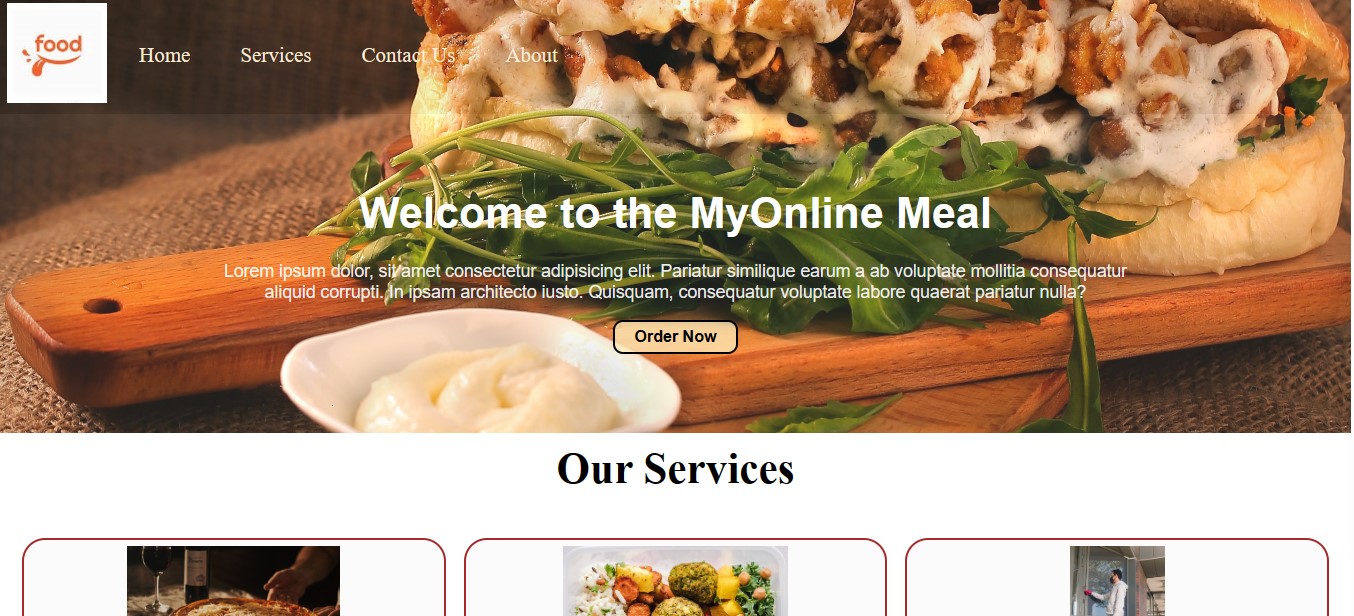 food
Home Services Contact Us About
Welcome to the MyOnline Meal
Lorem ipsum dolor, sit amet consectetur adipisicing elit. Pariatur similique earum a ab voluptate mollitia consequatur
aliquid corrupti. In ipsam architecto iusto. Quisquam, consequatur voluptate labore quaerat pariatur nulla?
Order Now
Our Services